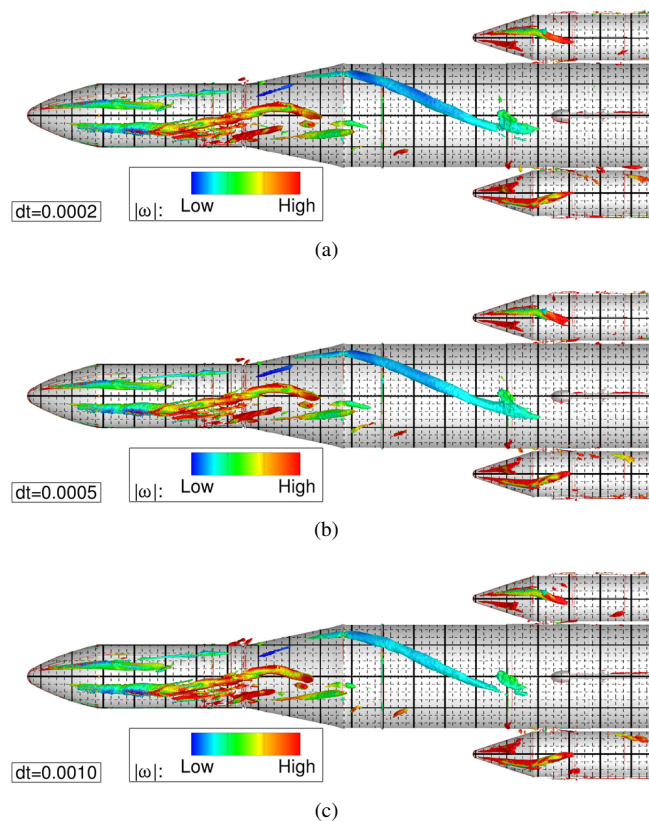 |ω|: Low High
dt=0.0002
(a)
|ω|: Low High
dt=0.0005
(b)
|ω|: Low High
dt=0.0010
(c)